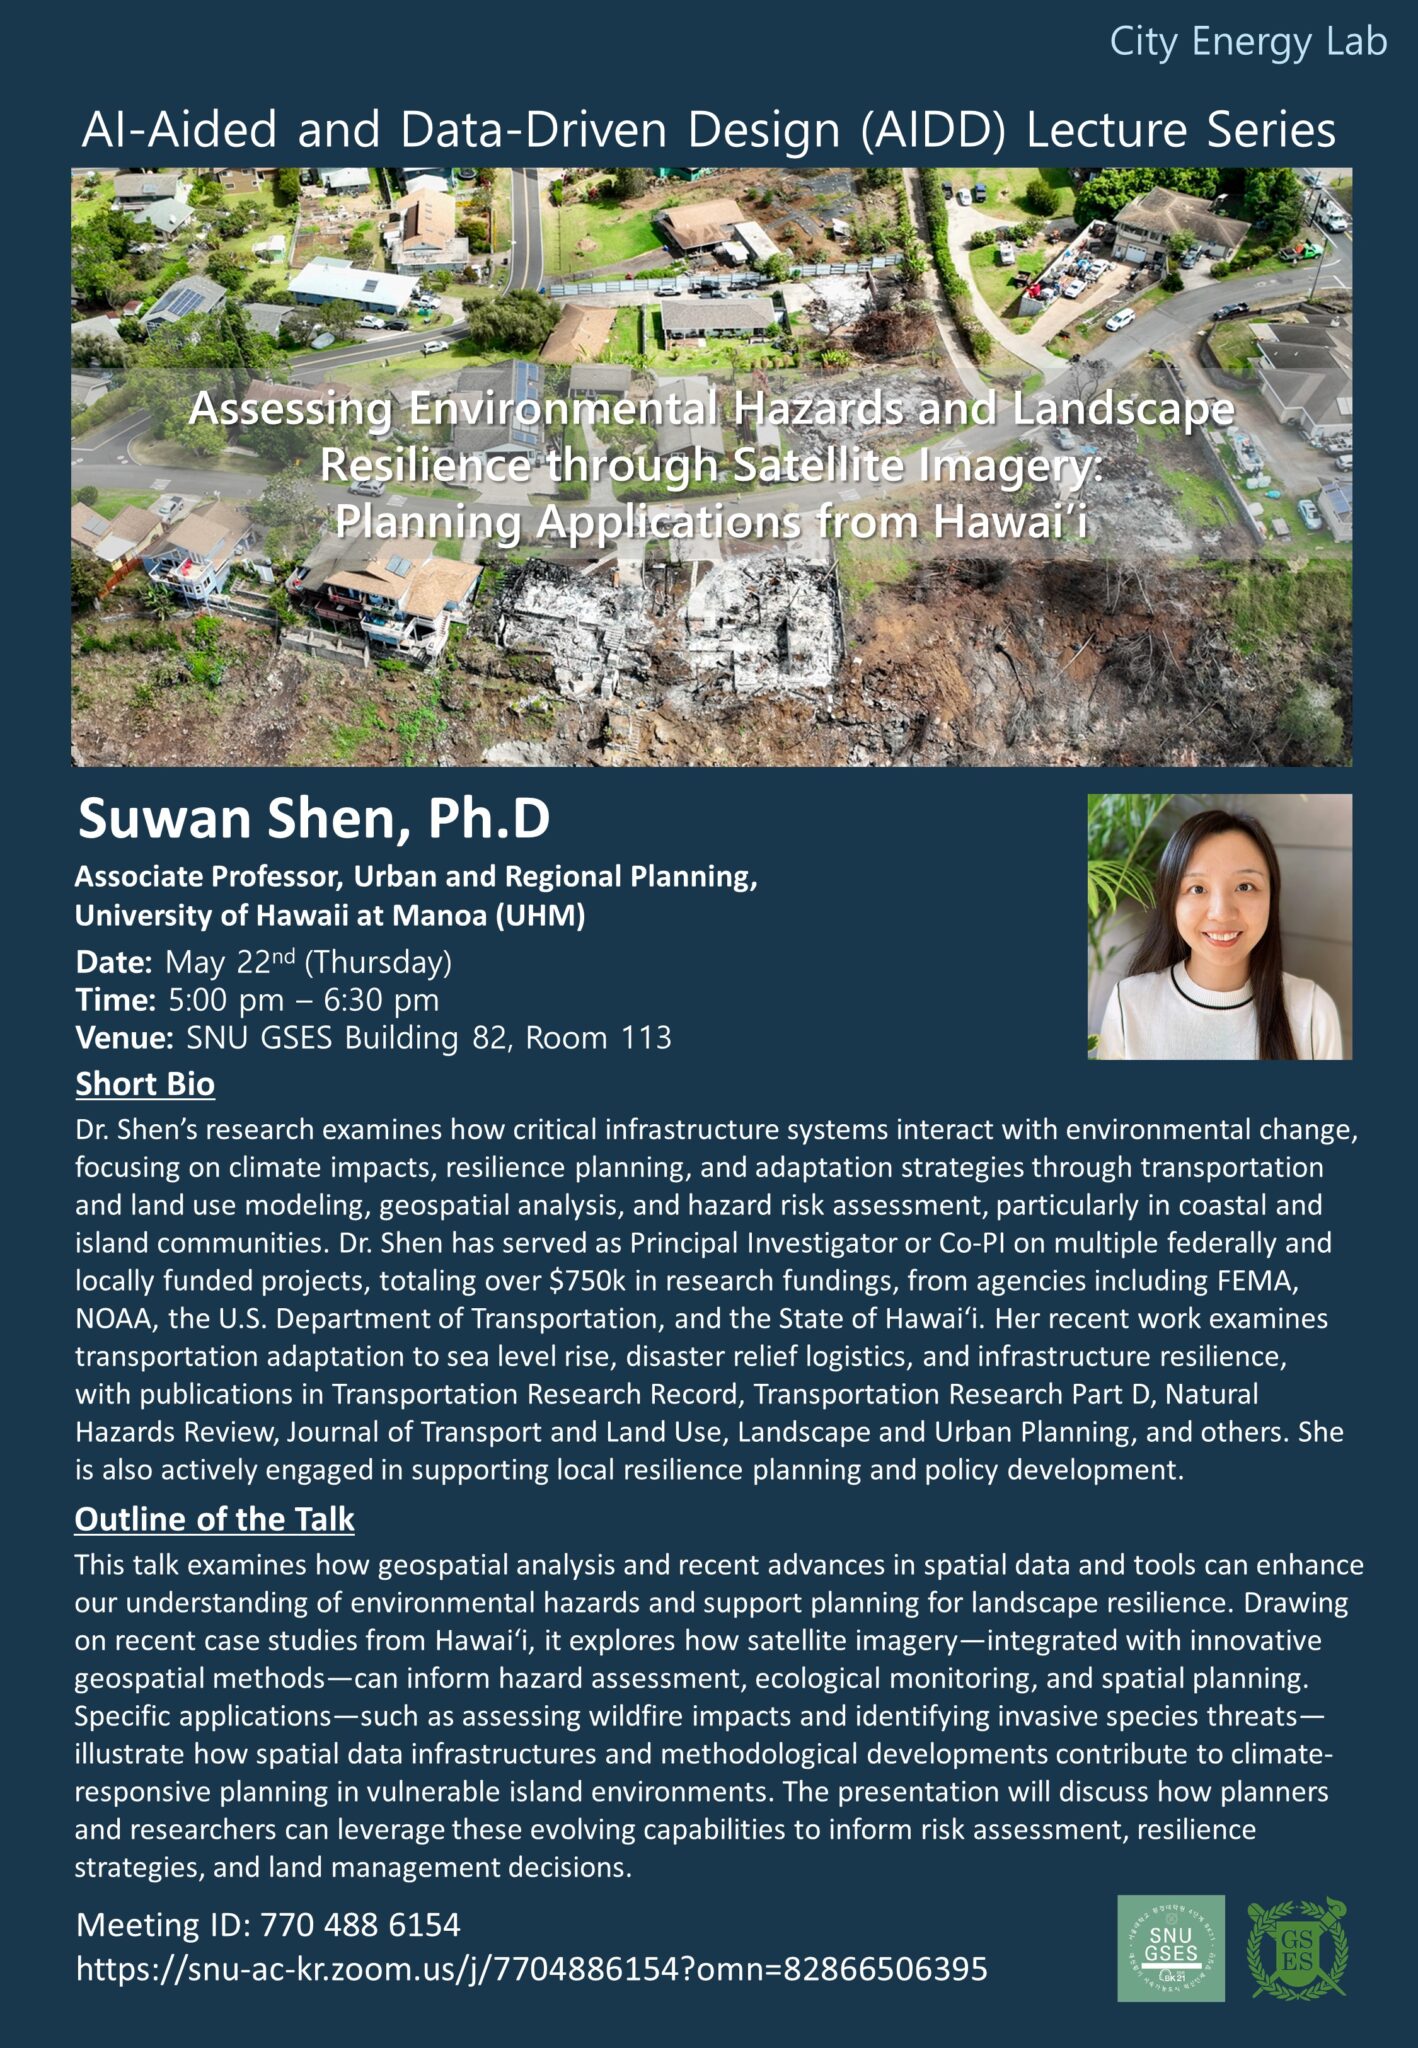 City Energy Lab
AI-Aided and Data-Driven Design (AIDD) Lecture Series
Assessing Environmental Hazards and Landscape
Resilience through Satellite Imagery:
Planning Applications from Hawai’i
Suwan Shen, Ph.D
Associate Professor, Urban and Regional Planning,
University of Hawaii at Manoa (UHM)
Date: May 22nd (Thursday)
Time: 5:00 pm – 6:30 pm
Venue: SNU GSES Building 82, Room 113
Short Bio
Dr. Shen’s research examines how critical infrastructure systems interact with environmental change,
focusing on climate impacts, resilience planning, and adaptation strategies through transportation
and land use modeling, geospatial analysis, and hazard risk assessment, particularly in coastal and
island communities. Dr. Shen has served as Principal Investigator or Co-PI on multiple federally and
locally funded projects, totaling over $750k in research fundings, from agencies including FEMA,
NOAA, the U.S. Department of Transportation, and the State of Hawai‘i. Her recent work examines
transportation adaptation to sea level rise, disaster relief logistics, and infrastructure resilience,
with publications in Transportation Research Record, Transportation Research Part D, Natural
Hazards Review, Journal of Transport and Land Use, Landscape and Urban Planning, and others. She
is also actively engaged in supporting local resilience planning and policy development.
Outline of the Talk
This talk examines how geospatial analysis and recent advances in spatial data and tools can enhance
our understanding of environmental hazards and support planning for landscape resilience. Drawing
on recent case studies from Hawai‘i, it explores how satellite imagery—integrated with innovative
geospatial methods—can inform hazard assessment, ecological monitoring, and spatial planning.
Specific applications—such as assessing wildfire impacts and identifying invasive species threats—
illustrate how spatial data infrastructures and methodological developments contribute to climate-
responsive planning in vulnerable island environments. The presentation will discuss how planners
and researchers can leverage these evolving capabilities to inform risk assessment, resilience
strategies, and land management decisions.
Meeting ID: 770 488 6154
https://snu-ac-kr.zoom.us/j/7704886154?omn=82866506395
SNU
GSES
BK21
GS
ES